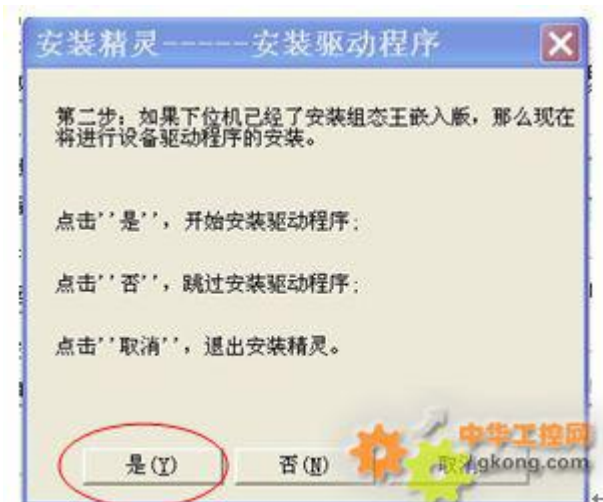 安装精灵-----安装驱动程序
第二步：如果下位机已经了安装组态王嵌入版，那么现在
将进行设备驱动程序的安装。
点击''是''，开始安装驱动程序；
点击''否''，跳过安装驱动程序；
点击''取消''，退出安装精灵。
是(Y) 否(N) 取消
中华工控网
gkong.com